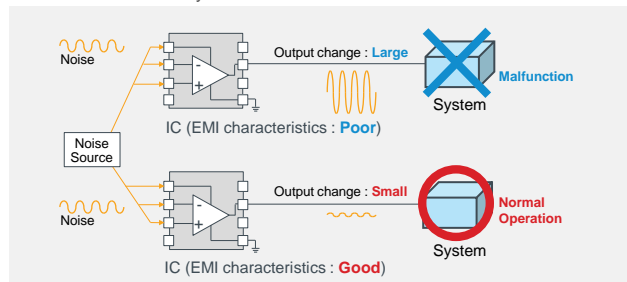 Noise
Output change : Large
Malfunction
System
IC (EMI characteristics : Poor)
Noise
Source
Noise
Output change : Small
Normal
Operation
System
IC (EMI characteristics : Good)